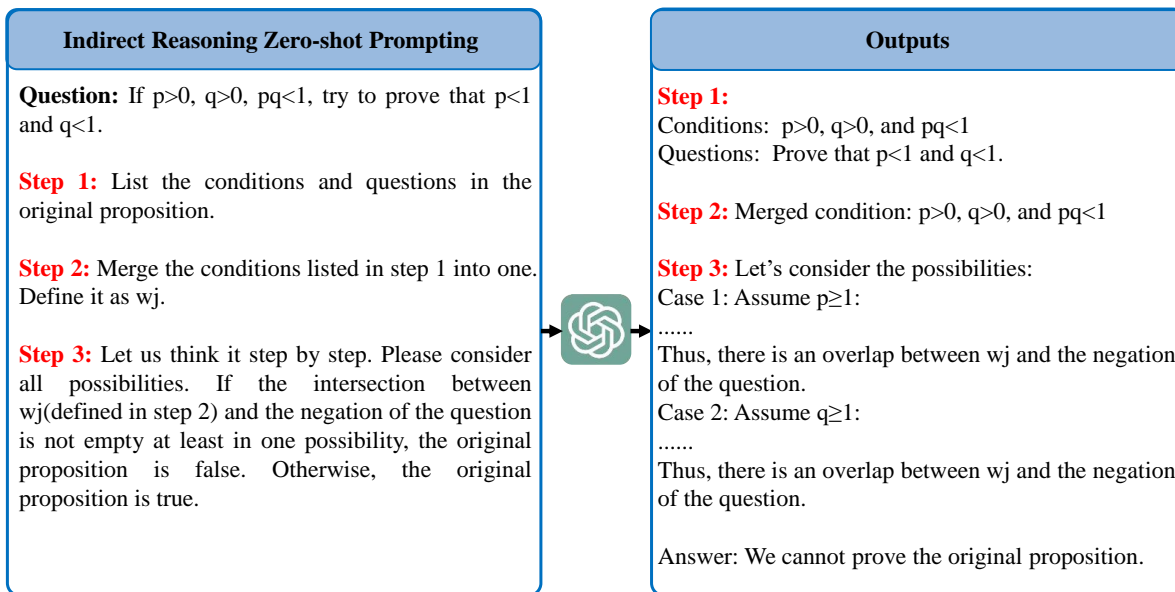 Indirect Reasoning Zero-shot Prompting
Question: If p>0, q>0, pq<1, try to prove that p<1
and q<1.
Step 1: List the conditions and questions in the
original proposition.
Step 2: Merge the conditions listed in step 1 into one.
Define it as wj.
Step 3: Let us think it step by step. Please consider
all possibilities. If the intersection between
wj(defined in step 2) and the negation of the question
is not empty at least in one possibility, the original
proposition is false. Otherwise, the original
proposition is true.
Outputs
Step 1:
Conditions: p>0, q>0, and pq<1
Questions: Prove that p<1 and q<1.
Step 2: Merged condition: p>0, q>0, and pq<1
Step 3: Let’s consider the possibilities:
Case 1: Assume p≥1:
......
Thus, there is an overlap between wj and the negation
of the question.
Case 2: Assume q≥1:
......
Thus, there is an overlap between wj and the negation
of the question.
Answer: We cannot prove the original proposition.